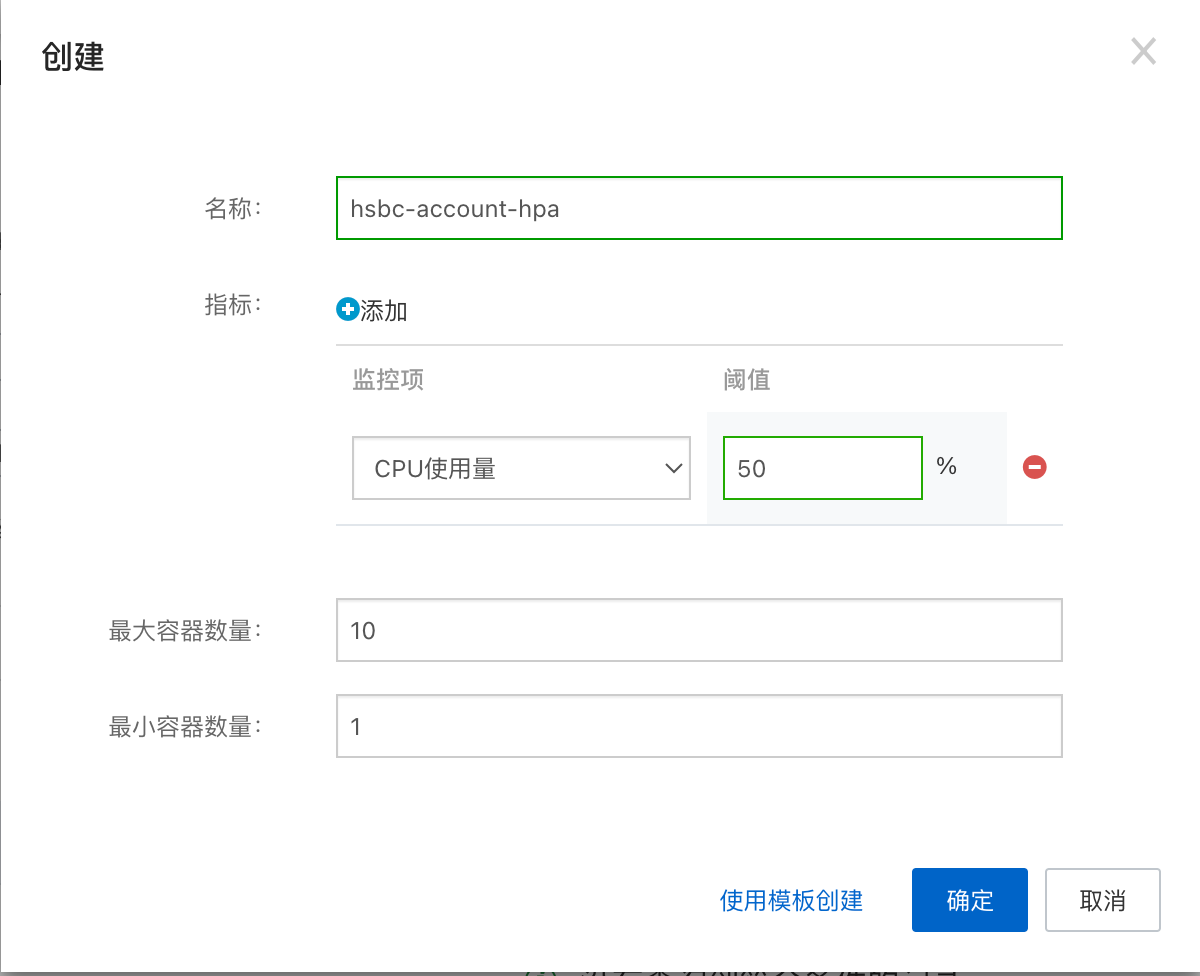 创建
名称：
hsbc-account-hpa
指标：
添加
监控项 阈值
CPU使用量 50 %
最大容器数量：
10
最小容器数量：
1
使用模板创建 确定 取消